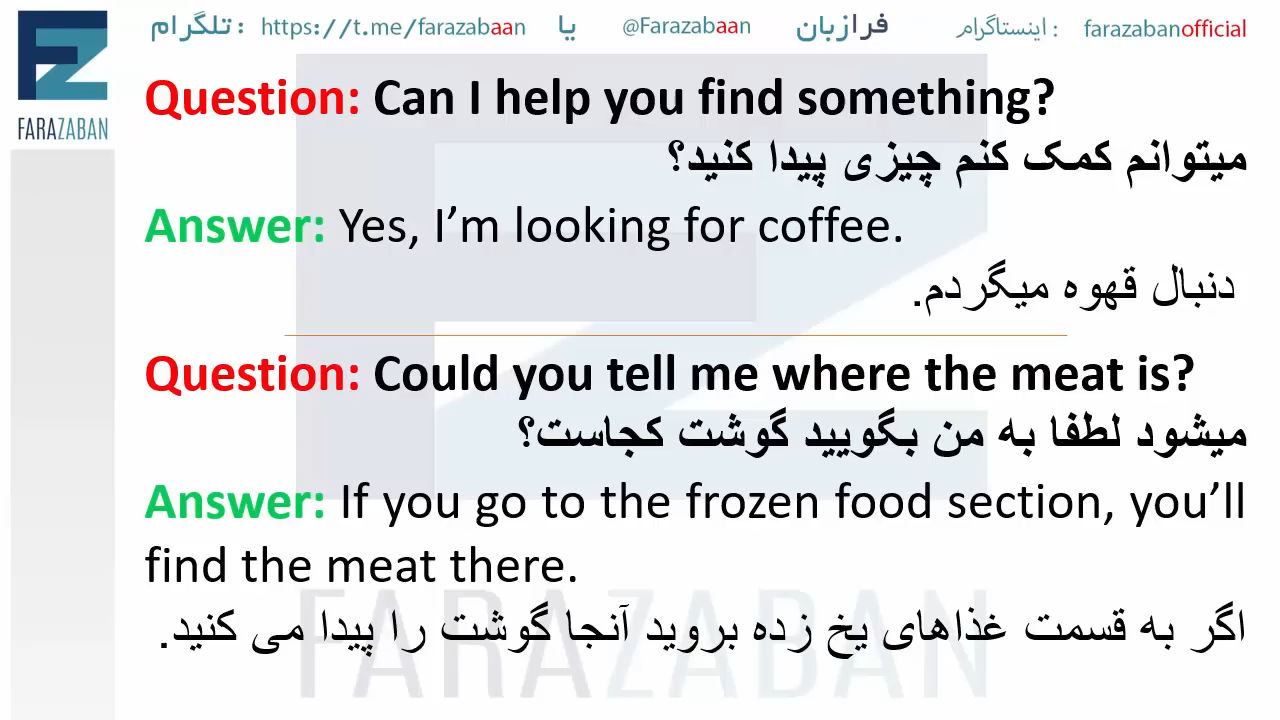 تلگرام : https://t.me/farazabaan یا @Farazabaan فرازبان اینستاگرام : farazabanofficial
FZ
FARAZABAN
Question: Can I help you find something?
میتوانم کمک کنم چیزی پیدا کنید؟
Answer: Yes, I’m looking for coffee.
دنبال قهوه میگردم.
Question: Could you tell me where the meat is?
میشود لطفا به من بگویید گوشت کجاست؟
Answer: If you go to the frozen food section, you’ll
find the meat there.
اگر به قسمت غذاهای یخ زده بروید آنجا گوشت را پیدا می کنید.
FARAZABAN